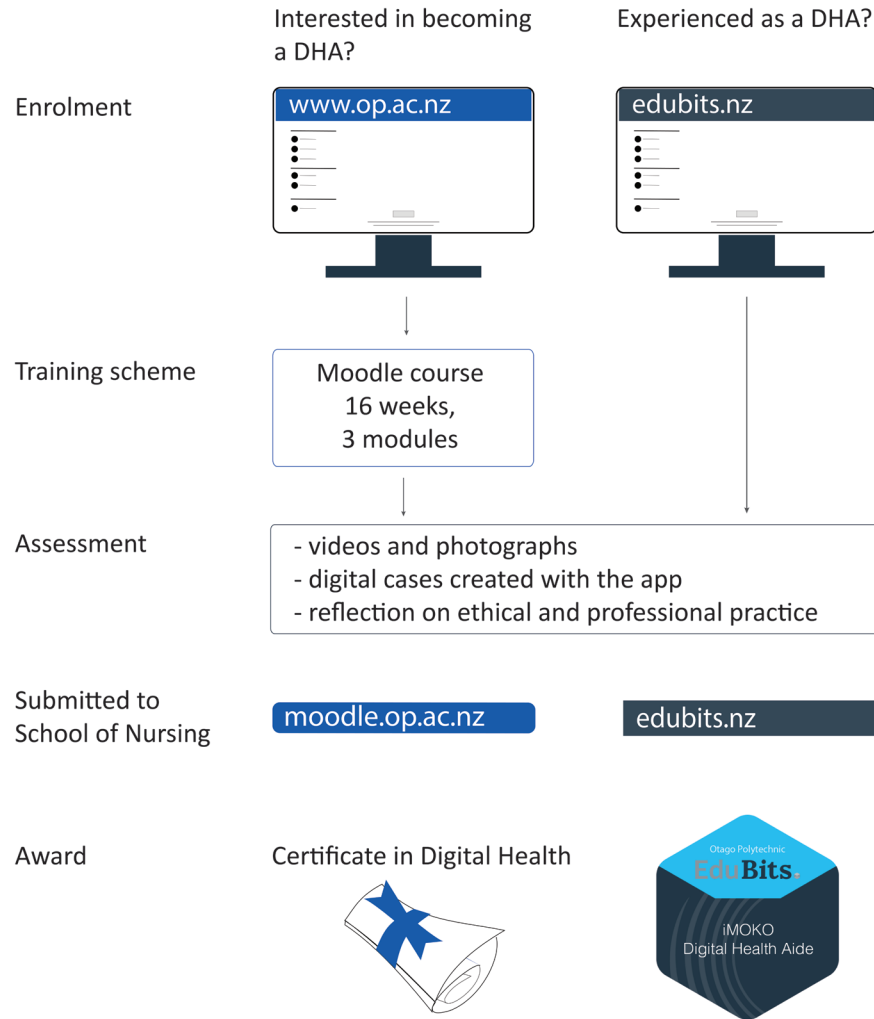 Interested in becoming
a DHA?
Experienced as a DHA?
Enrolment
www.op.ac.nz
edubits.nz
Training scheme
Moodle course
16 weeks,
3 modules
Assessment
- videos and photographs
- digital cases created with the app
- reflection on ethical and professional practice
Submitted to
School of Nursing
moodle.op.ac.nz
edubits.nz
Award
Certificate in Digital Health
Otago Polytechnic
EduBits.
iMOKO
Digital Health Aide